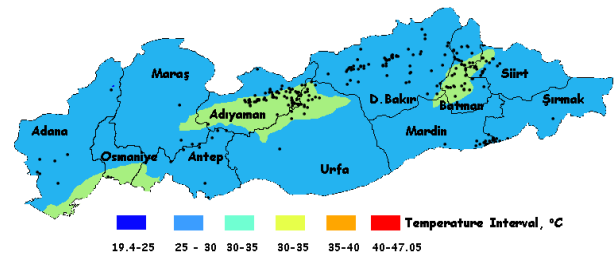 Maraş
Siirt
D.Bakır
Batman
Şırnak
Adıyaman
Adana
Mardin
Osmaniye
Antep
Urfa
Temperature Interval, °C
19.4-25 25 - 30 30-35 30-35 35-40 40-47.05